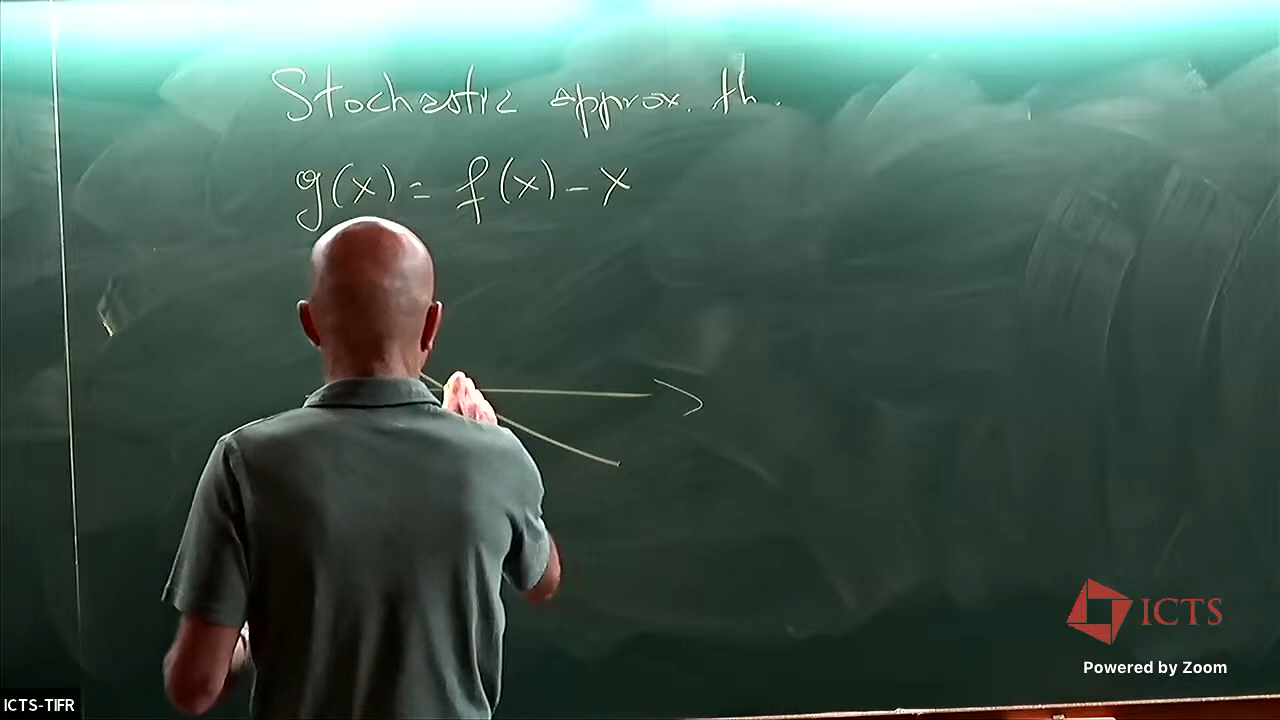 Stochastic approx. th.
g(x) = f(x) - x
ICTS
Powered by Zoom
ICTS-TIFR